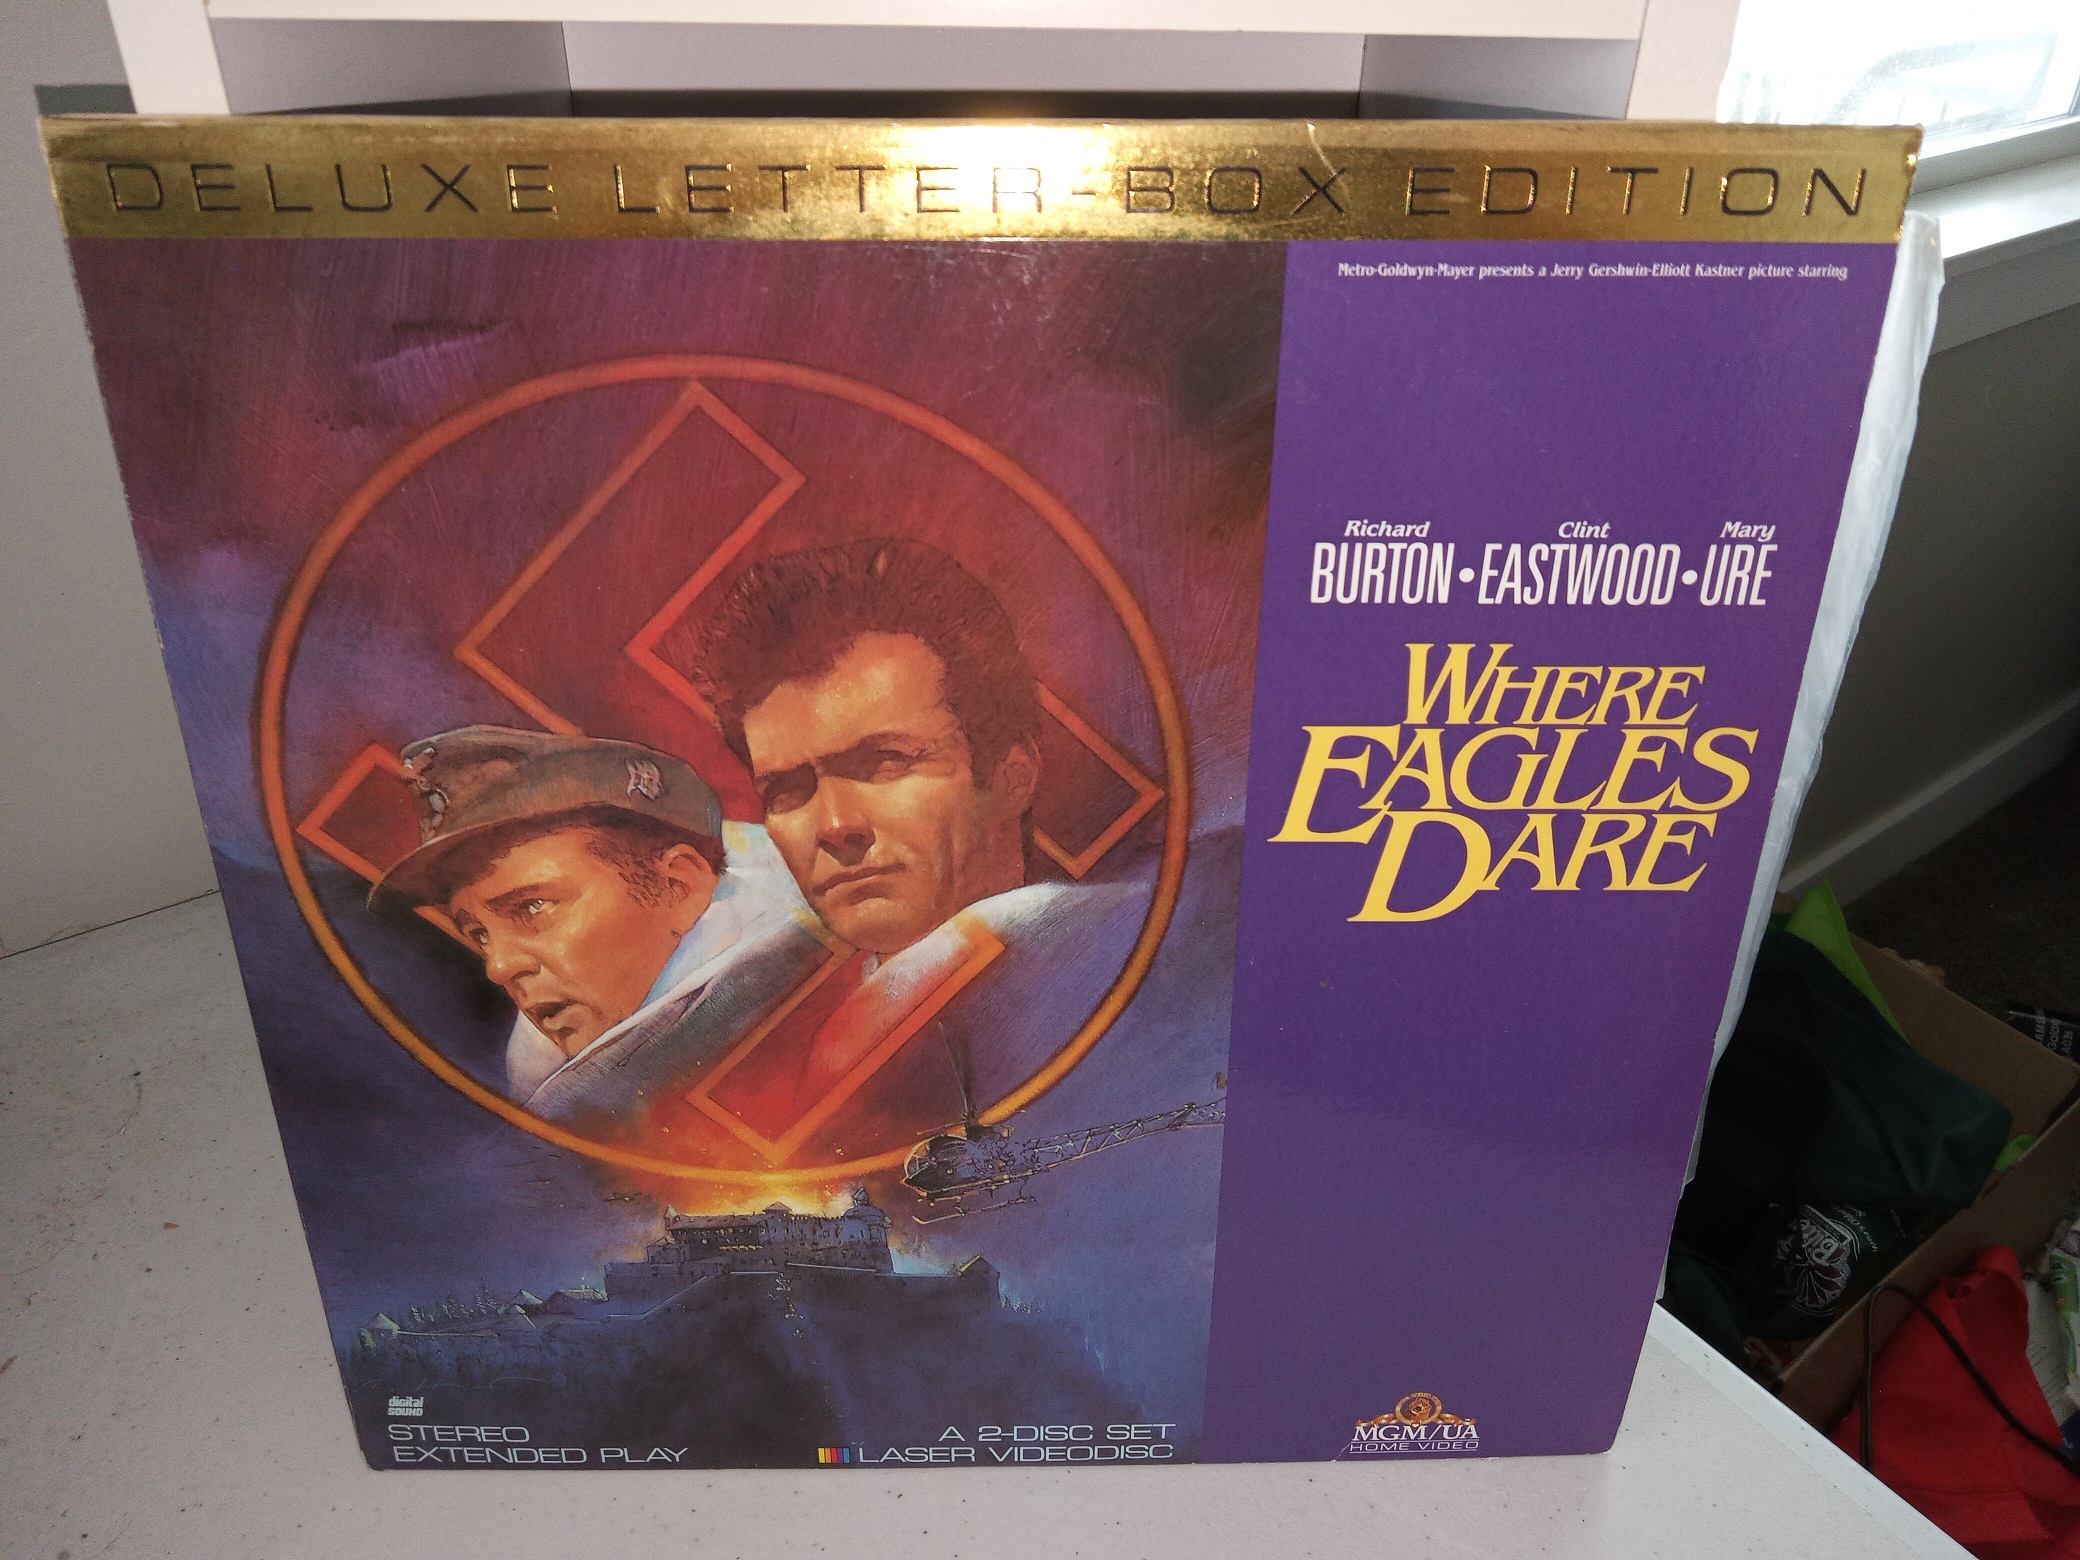 DELUXE LETTER-BOX EDITION
Metro-Goldwyn-Mayer presents a Jerry Gershwin-Elliott Kastner picture starring
Richard Clint Mary
BURTON•EASTWOOD•URE
WHERE
EAGLES
DARE
digital
SOUND
STEREO
EXTENDED PLAY
A 2-DISC SET
LASER VIDEODISC
MGM/UA
HOME VIDEO